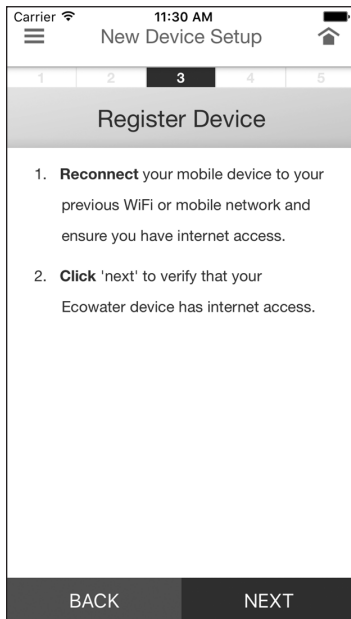 Carrier 11:30 AM
New Device Setup
1 2 3 4 5
Register Device
1. Reconnect your mobile device to your
previous WiFi or mobile network and
ensure you have internet access.
2. Click 'next' to verify that your
Ecowater device has internet access.
BACK NEXT